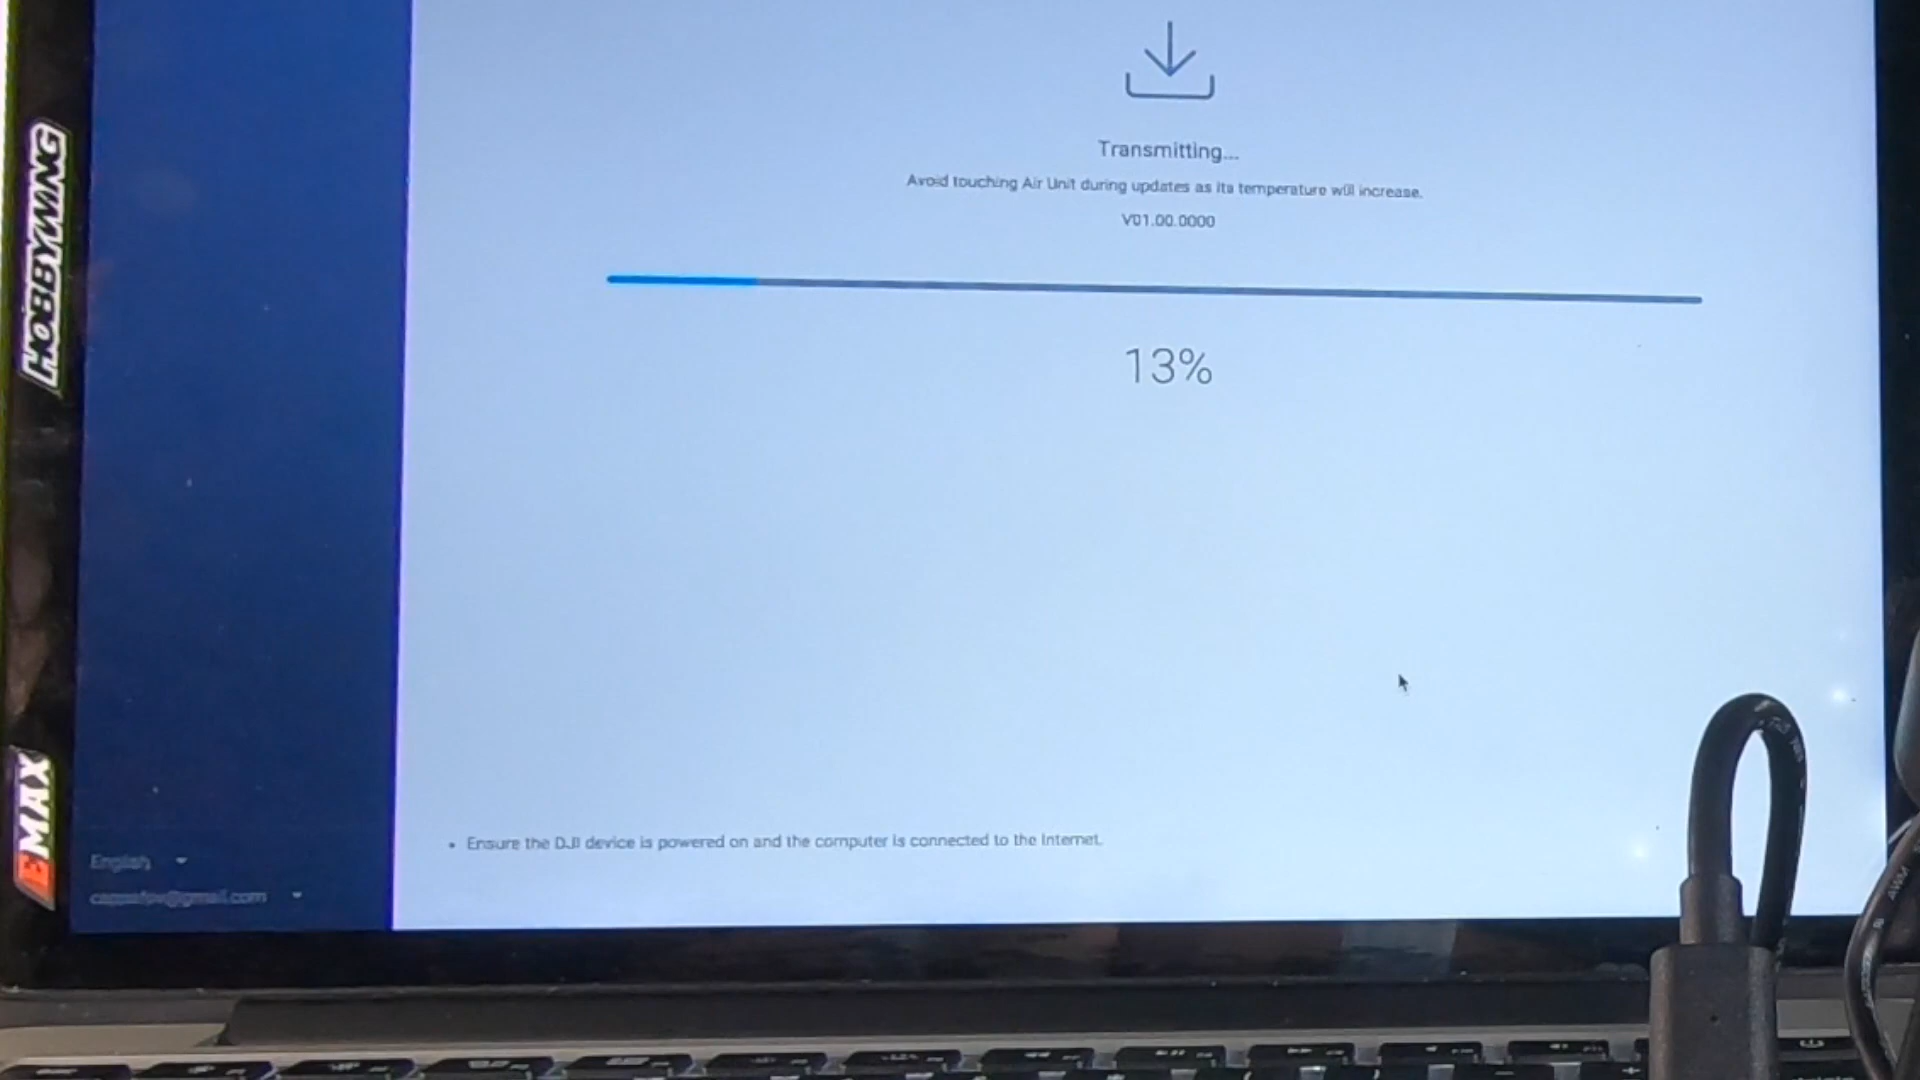 HOBBYWING
Transmitting...
Avoid touching Air Unit during updates as its temperature will increase.
V01.00.0000
13%
EMAX
• Ensure the DJI device is powered on and the computer is connected to the Internet.
English
AWM